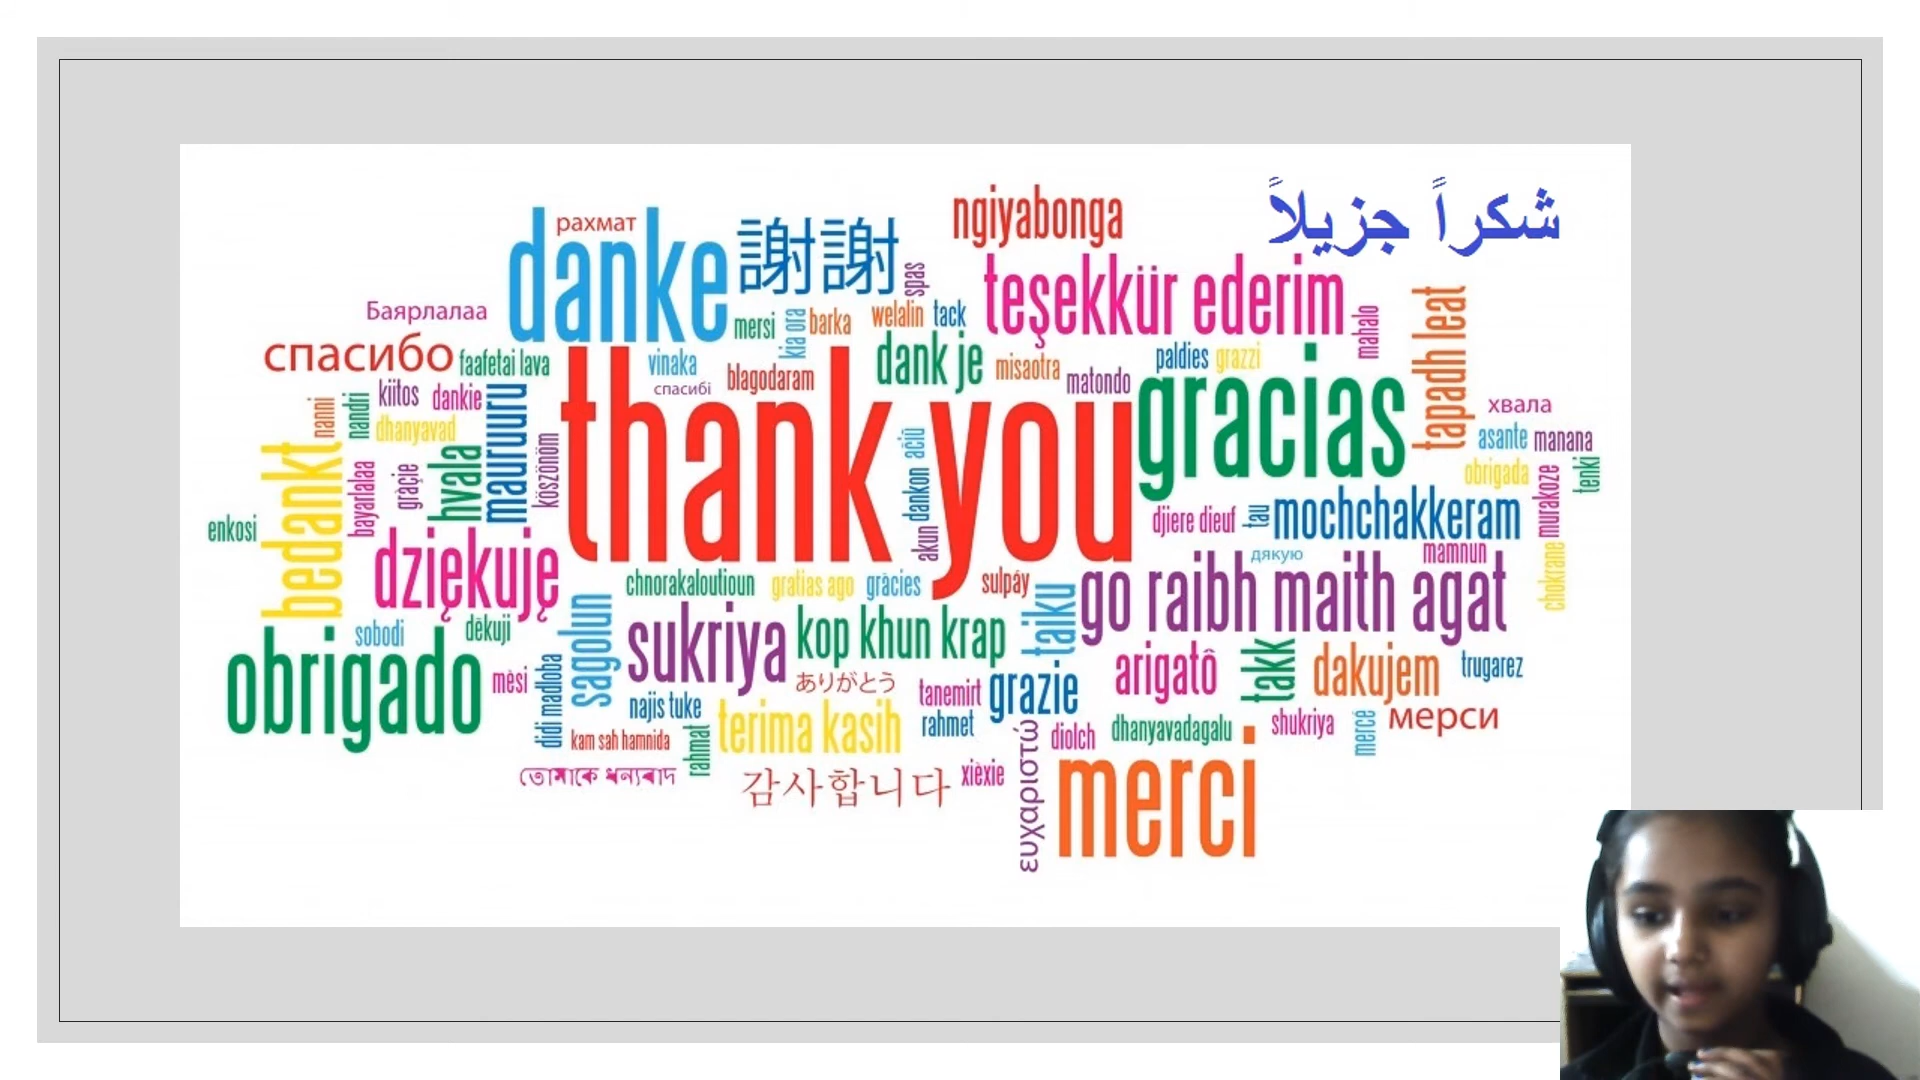 ngiyabonga
شكراً جزيلاً
рахмат
danke
謝謝
spas
teşekkür ederim
Баярлалаа
mersi
kia ora
barka
welalin
tack
mahalo
tapadh leat
спасибо
faafetai lava
vinaka
спасибі
blagodaram
dank je
misaotra
matondo
paldies
grazzi
gracias
kiitos
dankie
mauruuru
nanni
nandri
dhanyavad
хвала
asante
manana
obrigada
tenki
thank you
bedankt
bayarlalaa
gràçie
hvala
köszönöm
ačiū
dankon
akun
djiere dieuf
tau
mochchakkeram
murakoze
enkosi
dziękuję
дякую
mamnun
chokrane
chnorakaloutioun
gratias ago
gràcies
sulpáy
taiku
go raibh maith agat
sobodi
děkuji
sagolun
sukriya
kop khun krap
obrigado
mèsi
didi madloba
ありがとう
najis tuke
kam sah hamnida
rahmat
terima kasih
tanemirt
rahmet
grazie
arigatô
takk
dakujem
trugarez
diolch
dhanyavadagalu
shukriya
mercé
мерси
তোমাকে ধন্যবাদ
감사합니다
xièxie
ευχαριστώ
merci